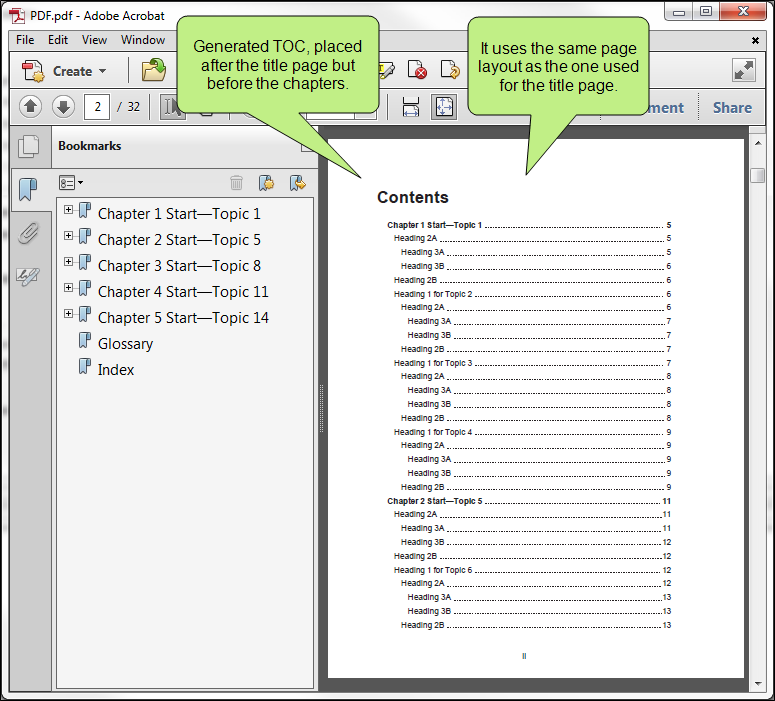 PDF.pdf - Adobe Acrobat
File Edit View Window
Generated TOC, placed
after the title page but
before the chapters.
It uses the same page
layout as the one used
for the title page.
Create
2 / 32
ment
Share
Bookmarks
Chapter 1 Start—Topic 1
Chapter 2 Start—Topic 5
Chapter 3 Start—Topic 8
Chapter 4 Start—Topic 11
Chapter 5 Start—Topic 14
Glossary
Index
Contents
Chapter 1 Start—Topic 1 5
Heading 2A 5
Heading 3A 5
Heading 3B 6
Heading 2B 6
Heading 1 for Topic 2 6
Heading 2A 6
Heading 3A 7
Heading 3B 7
Heading 2B 7
Heading 1 for Topic 3 7
Heading 2A 8
Heading 3A 8
Heading 3B 8
Heading 2B 8
Heading 1 for Topic 4 9
Heading 2A 9
Heading 3A 9
Heading 3B 9
Heading 2B 9
Chapter 2 Start—Topic 5 11
Heading 2A 11
Heading 3A 11
Heading 3B 12
Heading 2B 12
Heading 1 for Topic 6 12
Heading 2A 12
Heading 3A 13
Heading 3B 13
Heading 2B 13
II